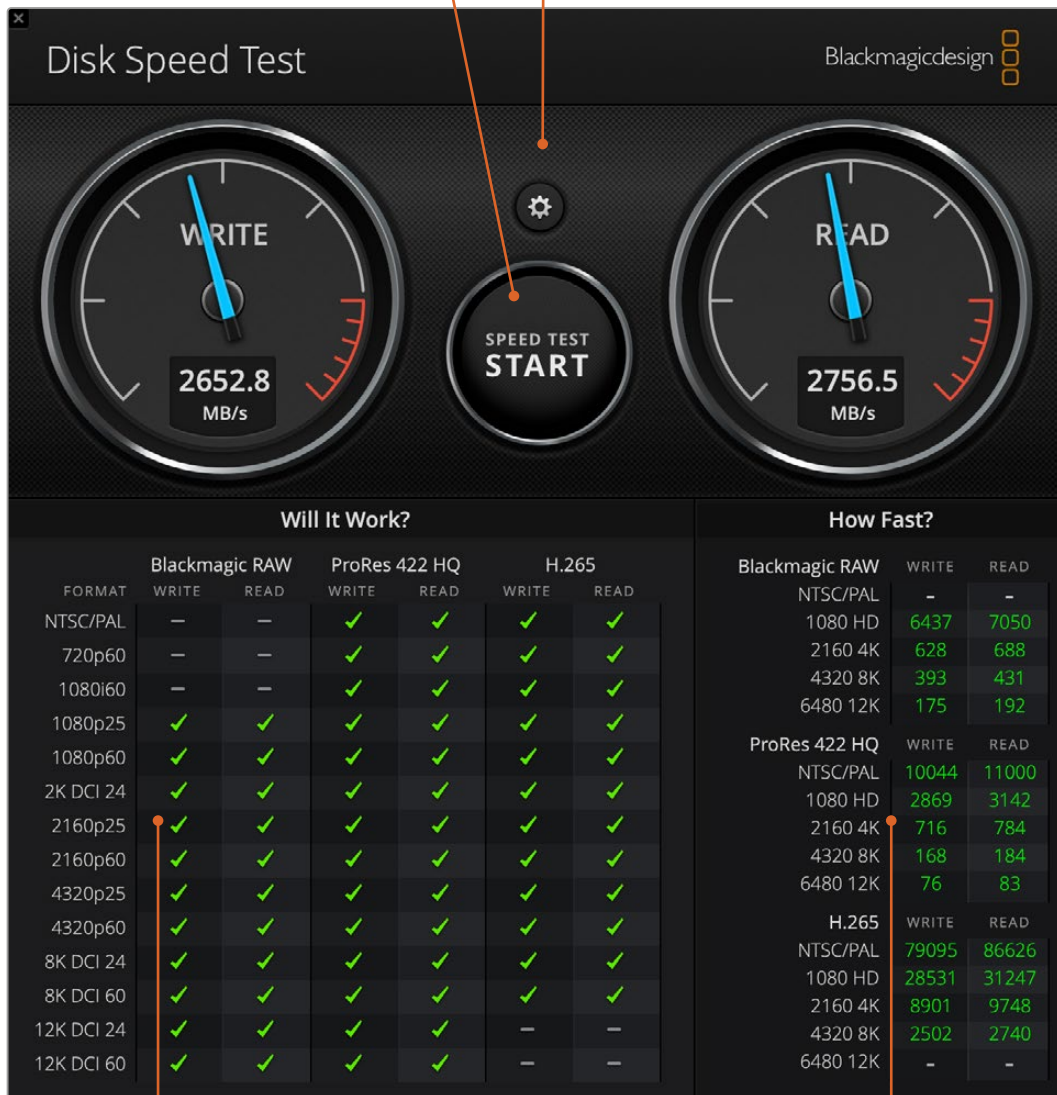 Disk Speed Test
Blackmagicdesign
WRITE
2652.8
MB/s
SPEED TEST
START
READ
2756.5
MB/s
Will It Work?
Blackmagic RAW ProRes 422 HQ H.265
FORMAT WRITE READ WRITE READ WRITE READ
NTSC/PAL – – ✓ ✓ ✓ ✓
720p60 – – ✓ ✓ ✓ ✓
1080i60 – – ✓ ✓ ✓ ✓
1080p25 ✓ ✓ ✓ ✓ ✓ ✓
1080p60 ✓ ✓ ✓ ✓ ✓ ✓
2K DCI 24 ✓ ✓ ✓ ✓ ✓ ✓
2160p25 ✓ ✓ ✓ ✓ ✓ ✓
2160p60 ✓ ✓ ✓ ✓ ✓ ✓
4320p25 ✓ ✓ ✓ ✓ ✓ ✓
4320p60 ✓ ✓ ✓ ✓ ✓ ✓
8K DCI 24 ✓ ✓ ✓ ✓ ✓ ✓
8K DCI 60 ✓ ✓ ✓ ✓ ✓ ✓
12K DCI 24 ✓ ✓ ✓ ✓ – –
12K DCI 60 ✓ ✓ ✓ ✓ – –
How Fast?
Blackmagic RAW WRITE READ
NTSC/PAL - -
1080 HD 6437 7050
2160 4K 628 688
4320 8K 393 431
6480 12K 175 192
ProRes 422 HQ WRITE READ
NTSC/PAL 10044 11000
1080 HD 2869 3142
2160 4K 716 784
4320 8K 168 184
6480 12K 76 83
H.265 WRITE READ
NTSC/PAL 79095 86626
1080 HD 28531 31247
2160 4K 8901 9748
4320 8K 2502 2740
6480 12K - -